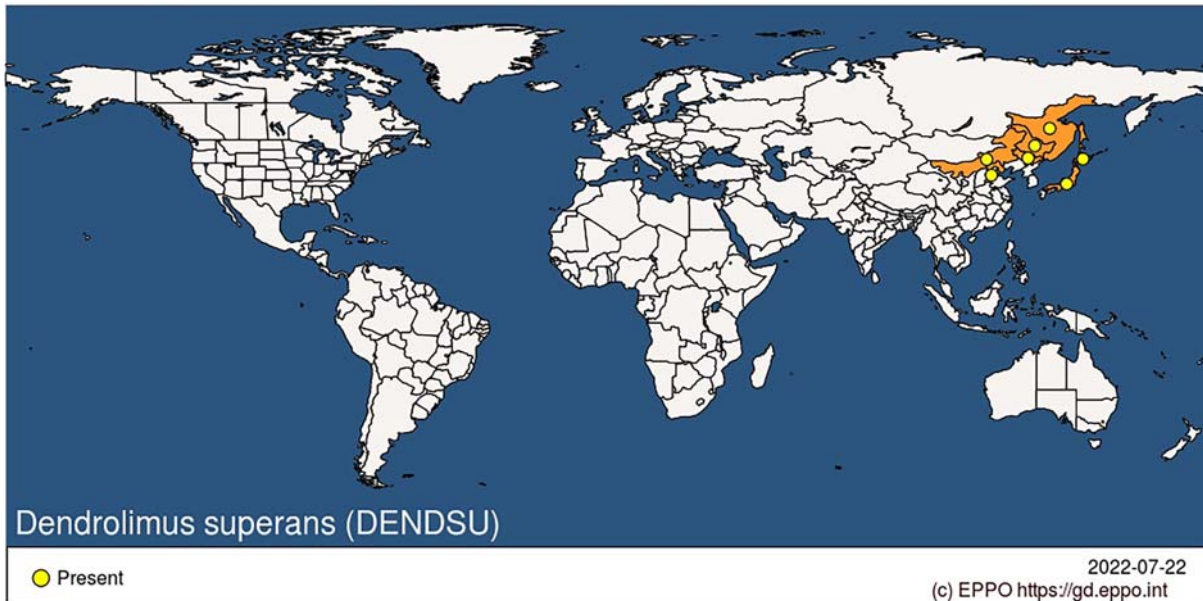 Dendrolimus superans (DENDSU)
Present
2022-07-22
(c) EPPO https://gd.eppo.int